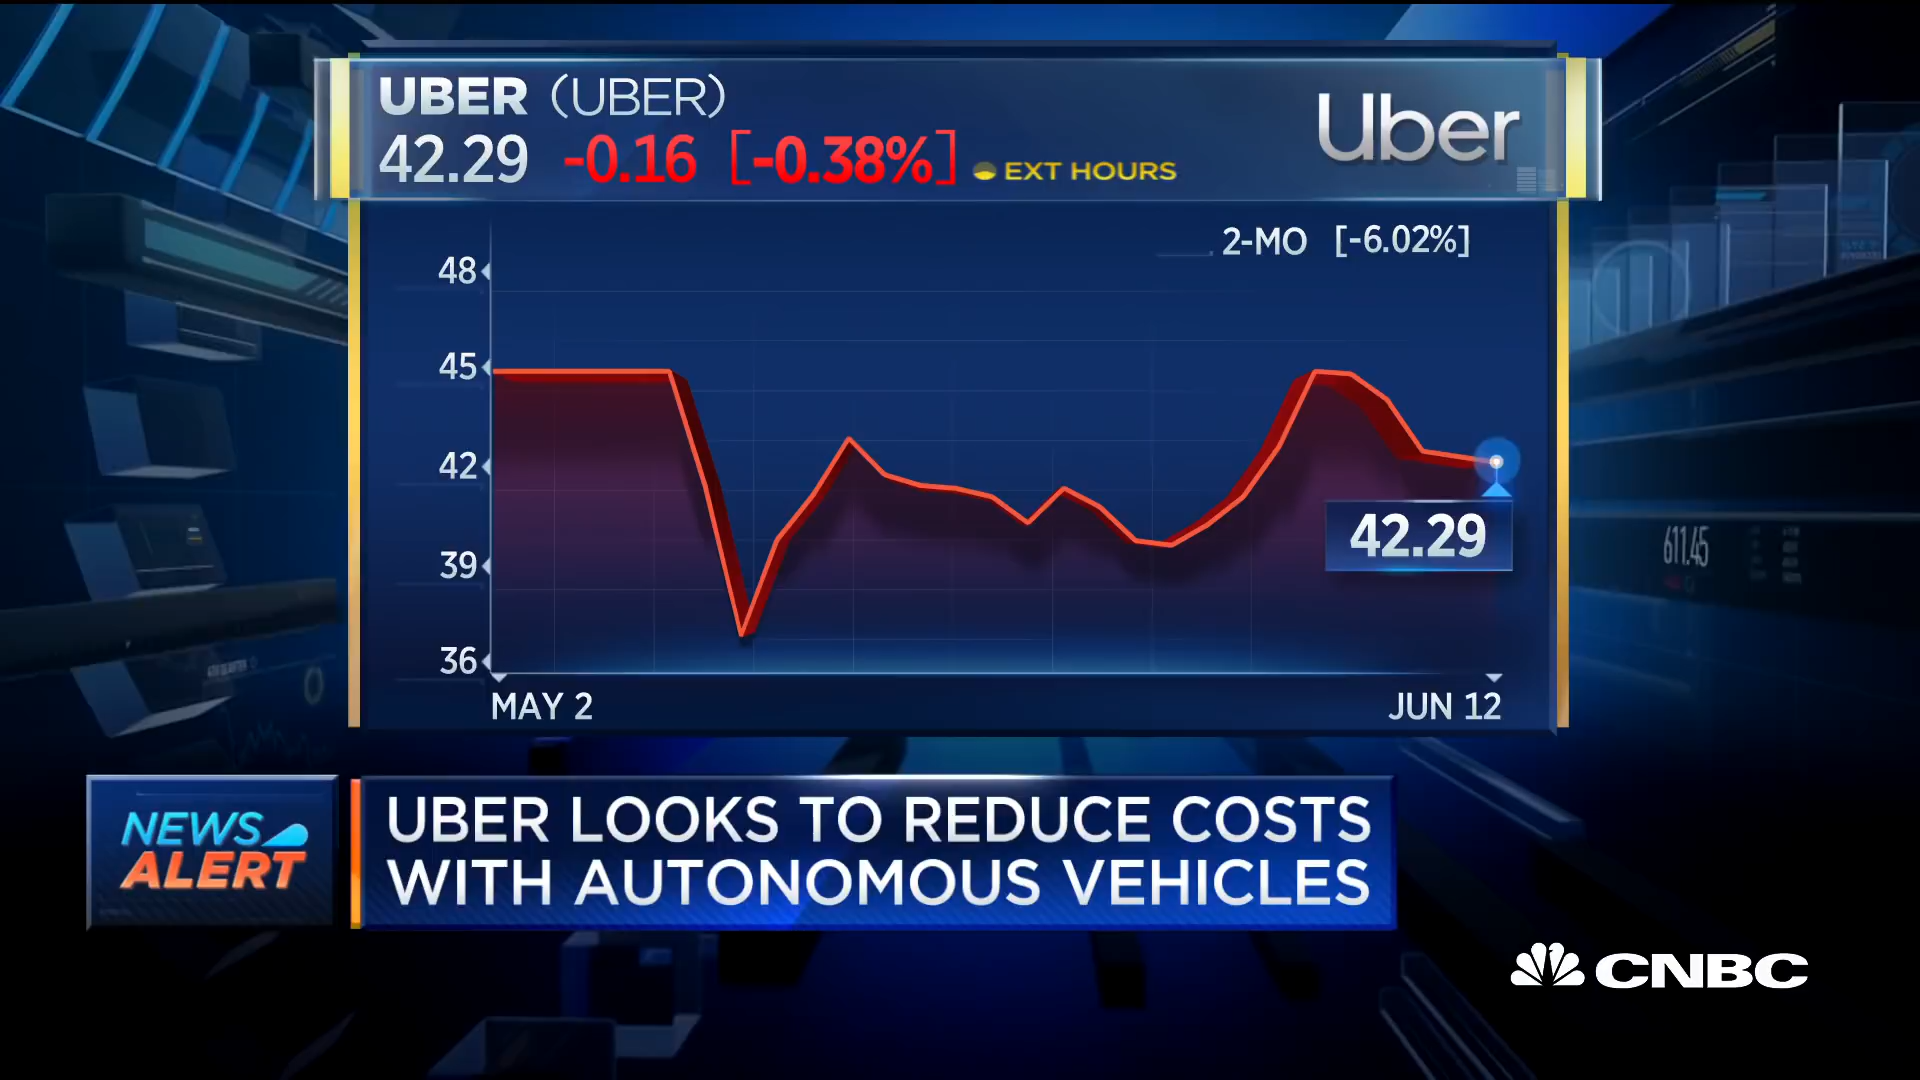 UBER (UBER)
42.29 -0.16 [-0.38%] EXT HOURS
Uber
2-MO [-6.02%]
48
45
42
39
36
42.29
MAY 2 JUN 12
NEWS
ALERT
UBER LOOKS TO REDUCE COSTS
WITH AUTONOMOUS VEHICLES
CNBC
611.45